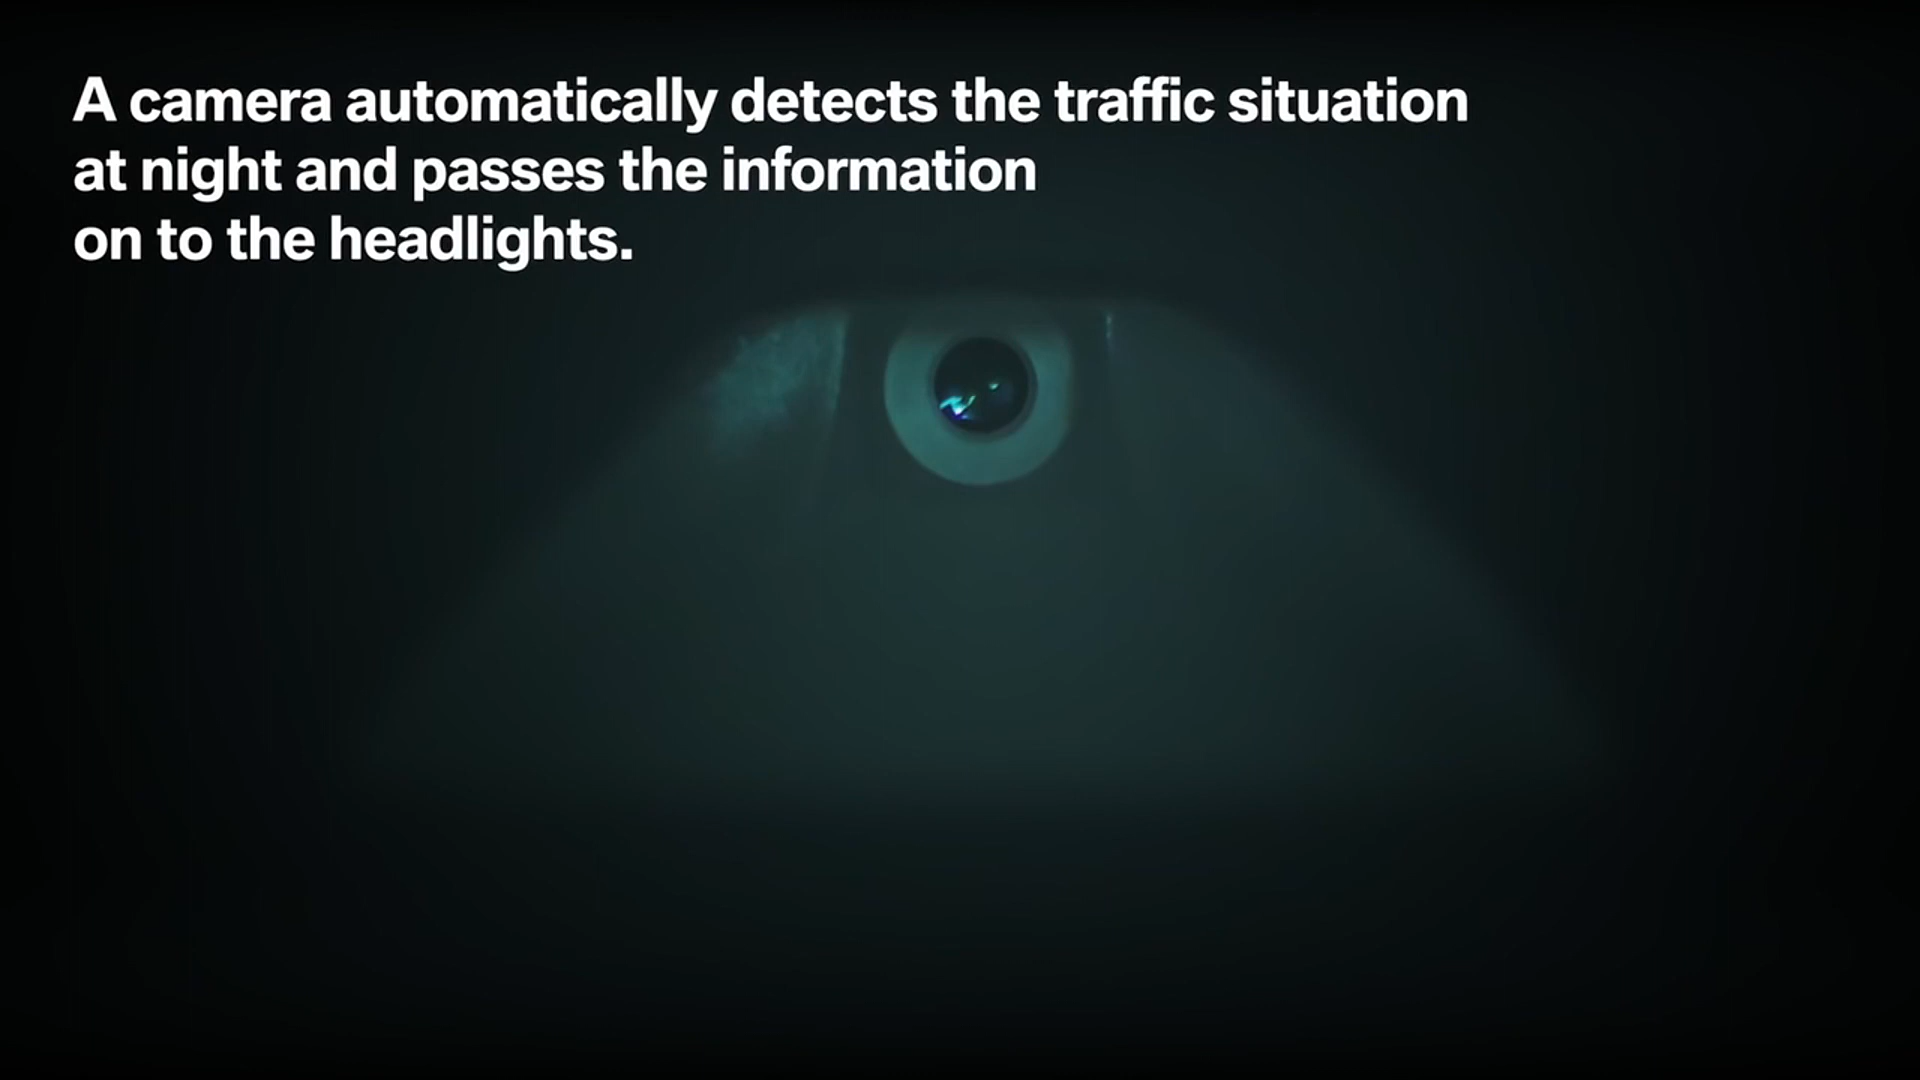 A camera automatically detects the traffic situation
at night and passes the information
on to the headlights.